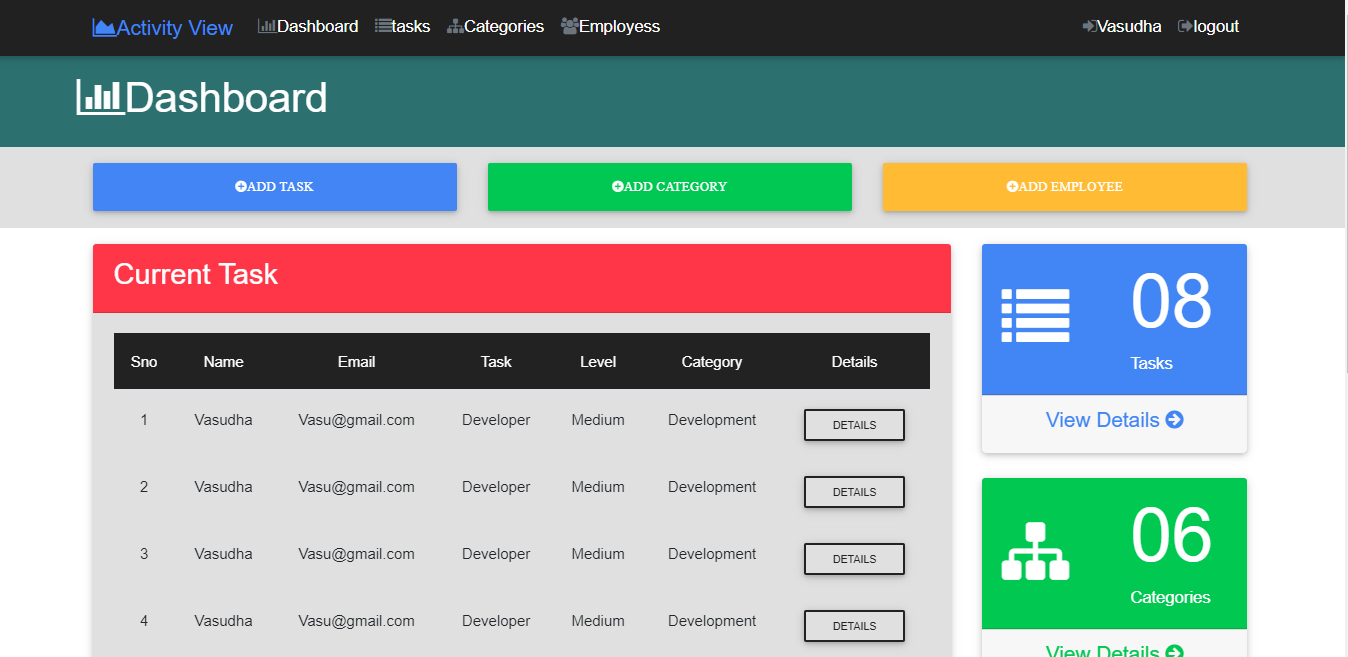 Activity View Dashboard tasks Categories Employess Vasudha logout
Dashboard
ADD TASK ADD CATEGORY ADD EMPLOYEE
Current Task
Sno Name Email Task Level Category Details
1 Vasudha Vasu@gmail.com Developer Medium Development DETAILS
2 Vasudha Vasu@gmail.com Developer Medium Development DETAILS
3 Vasudha Vasu@gmail.com Developer Medium Development DETAILS
4 Vasudha Vasu@gmail.com Developer Medium Development DETAILS
08
Tasks
View Details
06
Categories
View Details